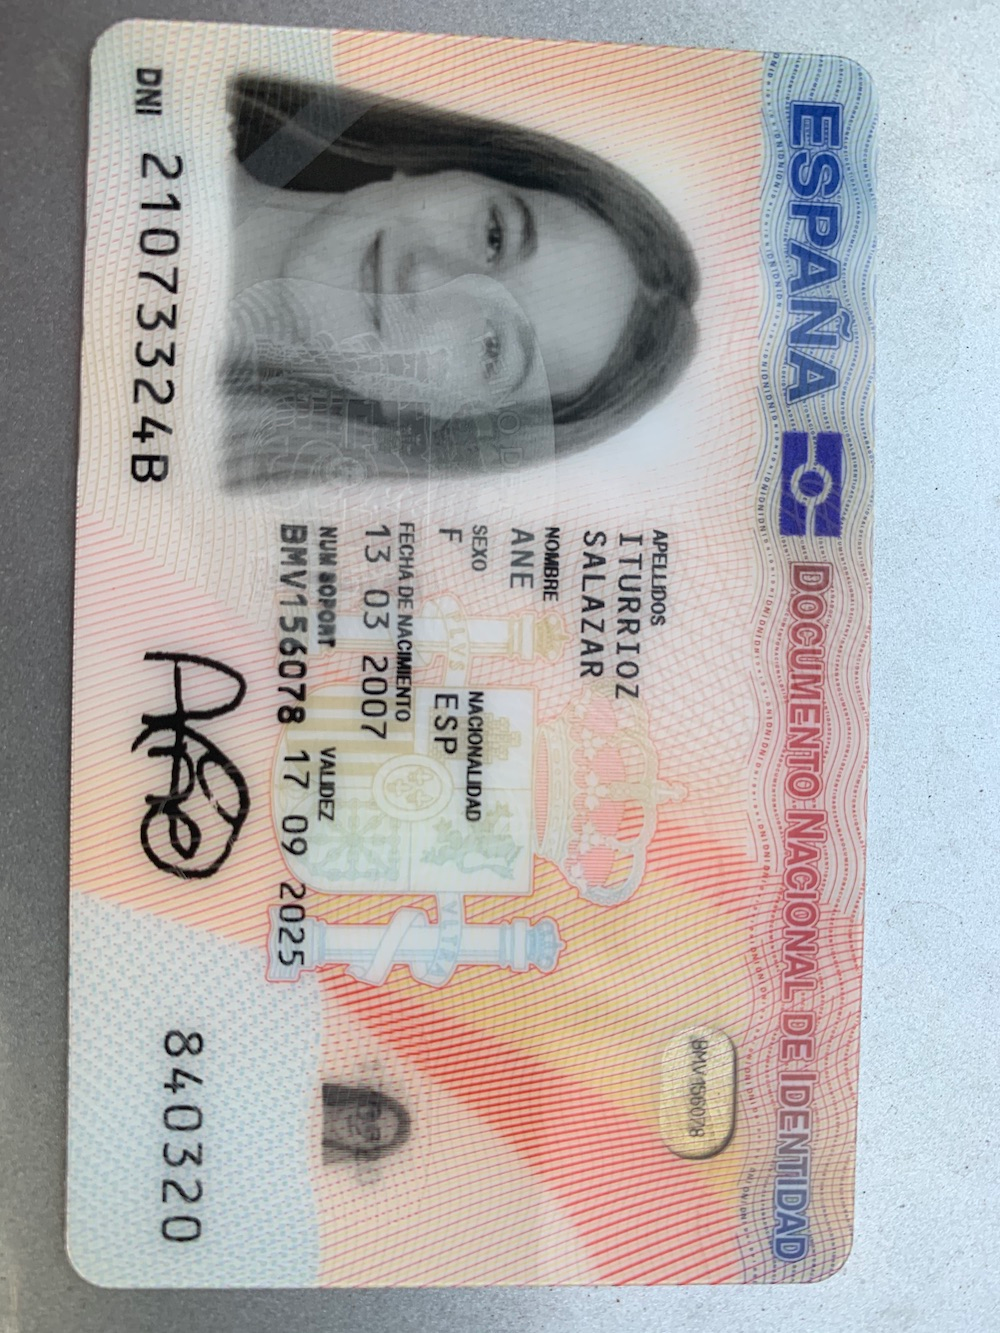 ESPAÑA DOCUMENTO NACIONAL DE IDENTIDAD
APELLIDOS
ITURRIOZ
SALAZAR
NOMBRE
ANE
SEXO NACIONALIDAD
F ESP
FECHA DE NACIMIENTO
13 03 2007
NUM SOPORT VALIDEZ
BMV156078 17 09 2025
BMV156078
DNI 21073324B
Ane
840320